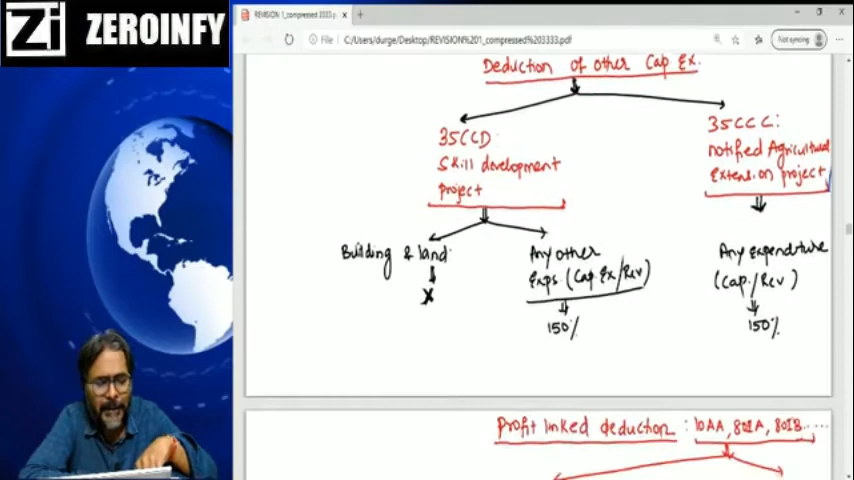 Zi ZEROINFY
REVISION 1_compressed 3333.pdf
File | C:/Users/durge/Desktop/REVISION%201_compressed%203333.pdf
Not syncing
Deduction of other Cap Ex.
35CCD
Skill development
project
35CCC:
notified Agricultural
Extension project
Building & land
X
Any other
Exps. (Cap Ex/Rev)
150%
Any expenditure
(Cap./Rev)
150%
Profit linked deduction : 10AA, 80IA, 80IB.....